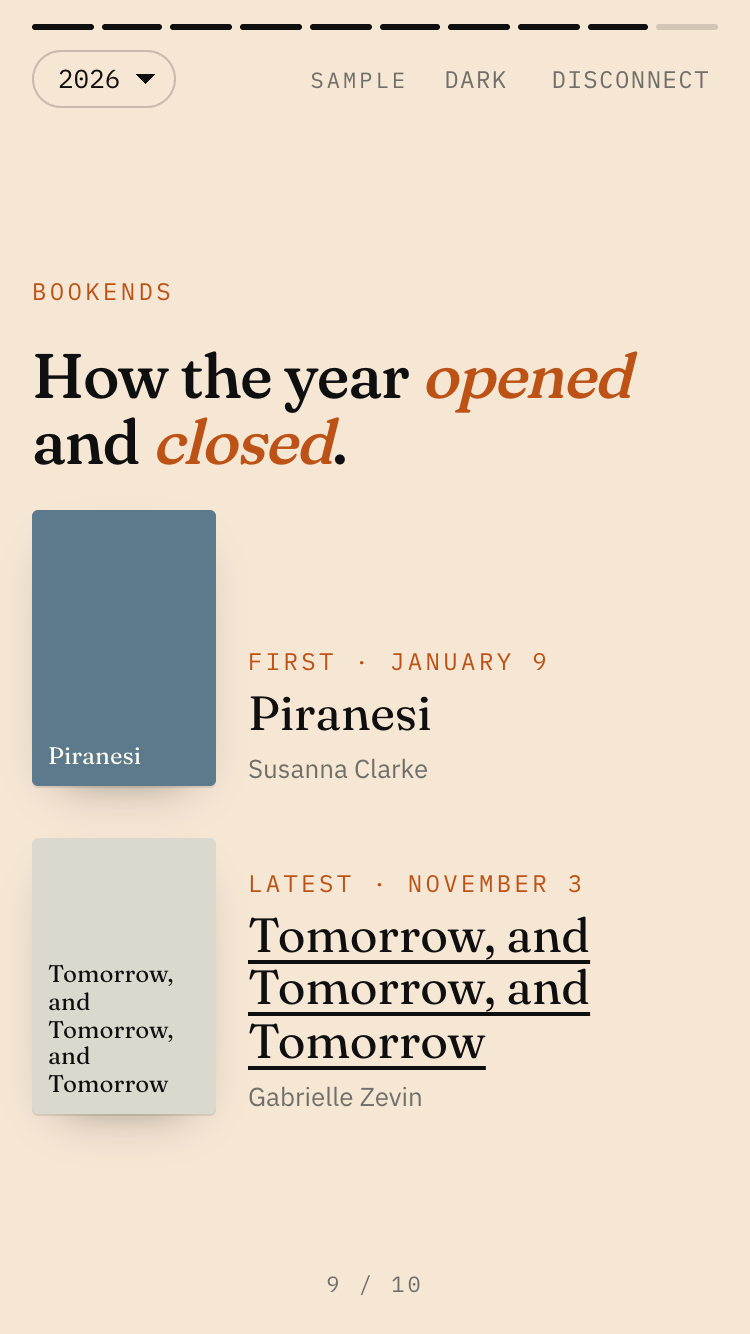 2026
SAMPLE DARK DISCONNECT
BOOKENDS
How the year opened
and closed.
Piranesi
FIRST · JANUARY 9
Piranesi
Susanna Clarke
Tomorrow,
and
Tomorrow,
and
Tomorrow
LATEST · NOVEMBER 3
Tomorrow, and
Tomorrow, and
Tomorrow
Gabrielle Zevin
9 / 10